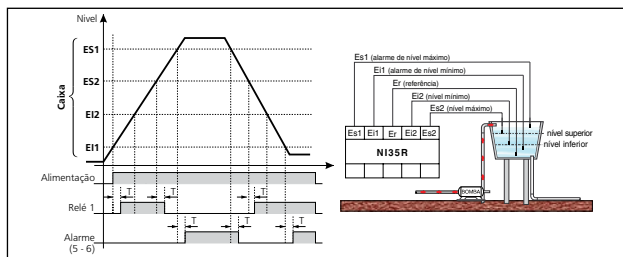 Nível
ES1
ES2
EI2
EI1
Caixa
Alimentação
Relé 1
Alarme
(5 - 6)
T
T
T
T
T
T
Es1 (alarme de nível máximo)
Ei1 (alarme de nível mínimo)
Er (referência)
Ei2 (nível mínimo)
Es2 (nível máximo)
Es1 Ei1 Er Ei2 Es2
NI35R
nível superior
nível inferior
BOMBA